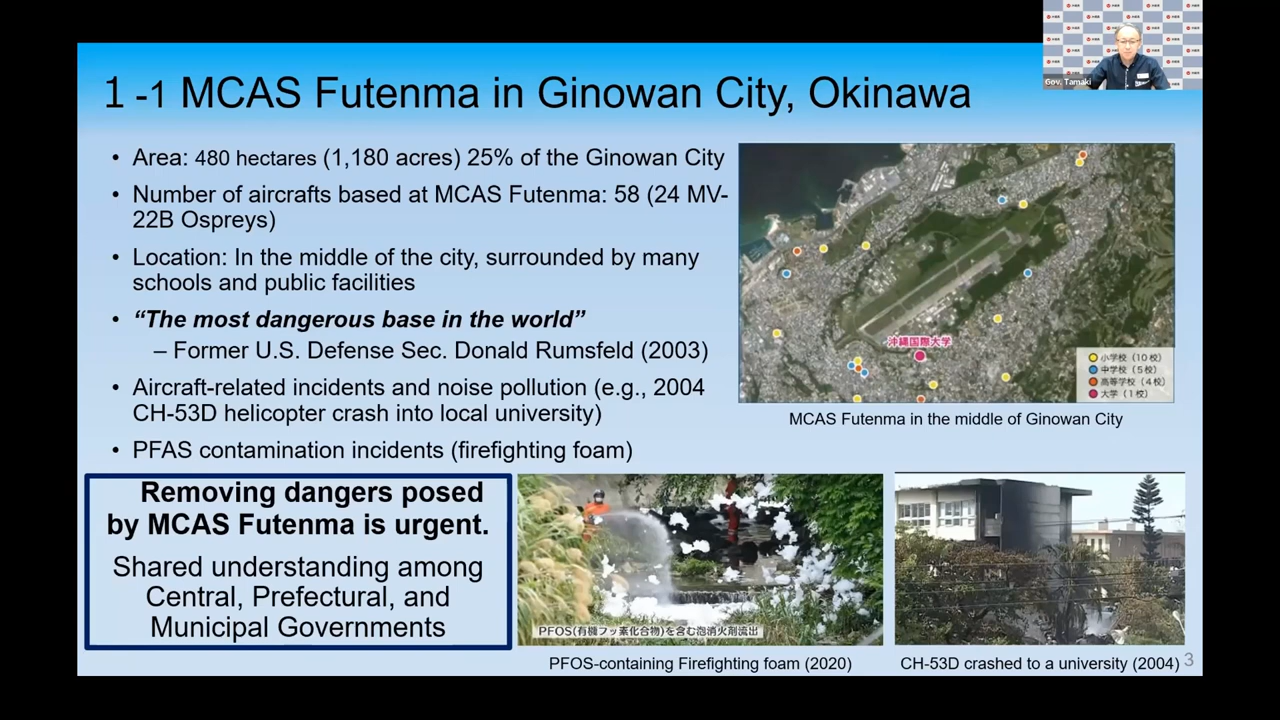 Gov. Tamaki
1 -1 MCAS Futenma in Ginowan City, Okinawa
• Area: 480 hectares (1,180 acres) 25% of the Ginowan City
• Number of aircrafts based at MCAS Futenma: 58 (24 MV-
22B Ospreys)
• Location: In the middle of the city, surrounded by many
schools and public facilities
• “The most dangerous base in the world”
– Former U.S. Defense Sec. Donald Rumsfeld (2003)
• Aircraft-related incidents and noise pollution (e.g., 2004
CH-53D helicopter crash into local university)
• PFAS contamination incidents (firefighting foam)
沖縄国際大学
小学校（10校）
中学校（5校）
高等学校（4校）
大学（1校）
MCAS Futenma in the middle of Ginowan City
Removing dangers posed
by MCAS Futenma is urgent.
Shared understanding among
Central, Prefectural, and
Municipal Governments
PFOS(有機フッ素化合物)を含む泡消火剤流出
PFOS-containing Firefighting foam (2020)
CH-53D crashed to a university (2004)
3